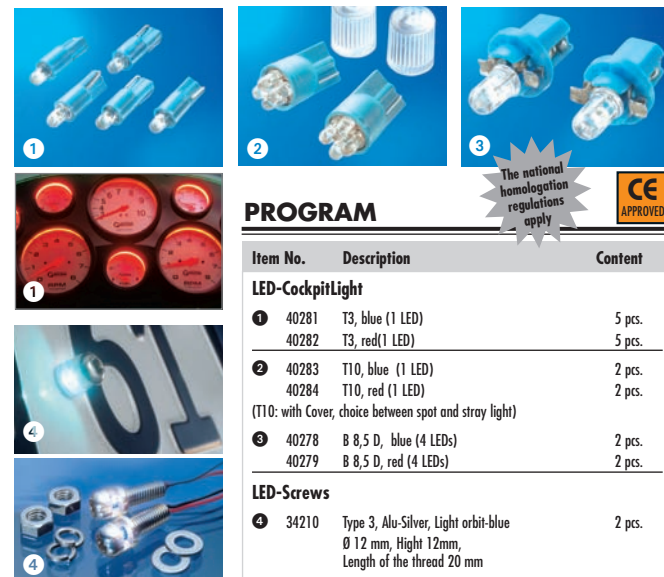 1
2
3
The national
homologation
regulations
apply
CE
APPROVED
1
PROGRAM
Item No. Description Content
LED-CockpitLight
1 40281 T3, blue (1 LED) 5 pcs.
40282 T3, red(1 LED) 5 pcs.
2 40283 T10, blue (1 LED) 2 pcs.
40284 T10, red (1 LED) 2 pcs.
(T10: with Cover, choice between spot and stray light)
3 40278 B 8,5 D, blue (4 LEDs) 2 pcs.
40279 B 8,5 D, red (4 LEDs) 2 pcs.
LED-Screws
4 34210 Type 3, Alu-Silver, Light orbit-blue 2 pcs.
Ø 12 mm, Hight 12mm,
Length of the thread 20 mm
4
61
4